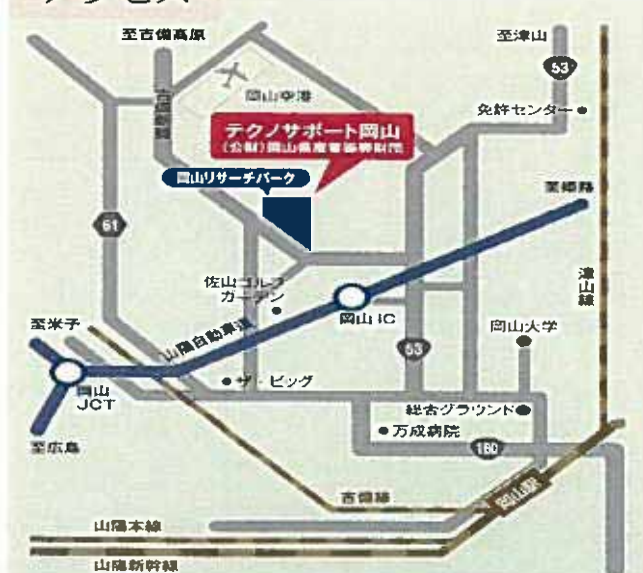 アクセス
至吉備高原
至津山
53
岡山空港
免許センター
テクノサポート岡山
(公財)岡山県産業振興財団
岡山リサーチパーク
至姫路
61
佐山ゴルフ
ガーデン
津山線
至米子
山陽自動車道
岡山IC
岡山大学
53
岡山
JCT
ザ・ビッグ
総合グラウンド
万成病院
至広島
180
吉備線
岡山駅
山陽本線
山陽新幹線